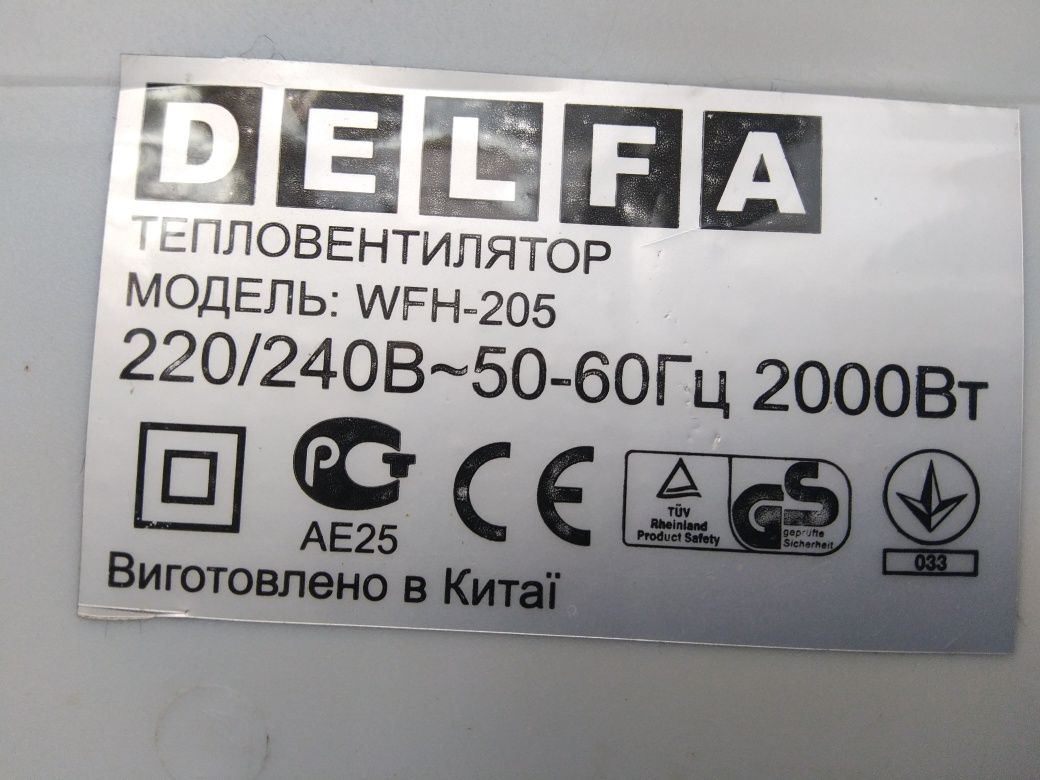 DELFA
ТЕПЛОВЕНТИЛЯТОР
МОДЕЛЬ: WFH-205
220/240В~50-60Гц 2000Вт
РСТ
АЕ25
CE
TÜV
Rheinland
Product Safety
GS
geprüfte
Sicherheit
033
Виготовлено в Китаї